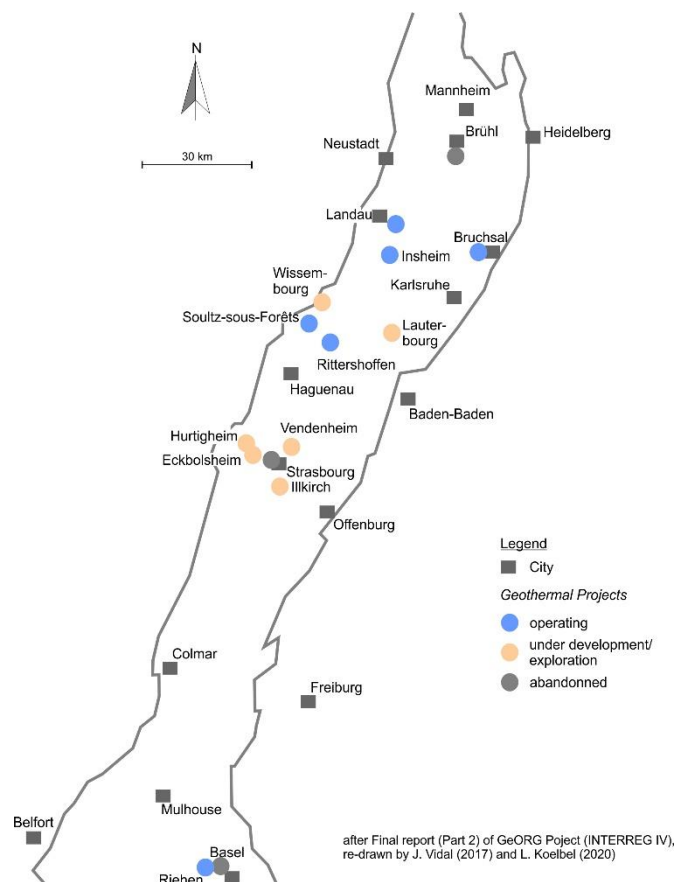 N
30 km
Mannheim
Brühl
Heidelberg
Neustadt
Landau
Bruchsal
Insheim
Wissem-
bourg
Karlsruhe
Soultz-sous-Forêts
Lauter-
bourg
Rittershoffen
Haguenau
Baden-Baden
Hurtigheim
Vendenheim
Eckbolsheim
Strasbourg
Illkirch
Offenburg
Legend
City
Geothermal Projects
operating
under development/
exploration
abandonned
Colmar
Freiburg
Mulhouse
Belfort
after Final report (Part 2) of GeORG Poject (INTERREG IV),
re-drawn by J. Vidal (2017) and L. Koelbel (2020)
Basel
Riehen